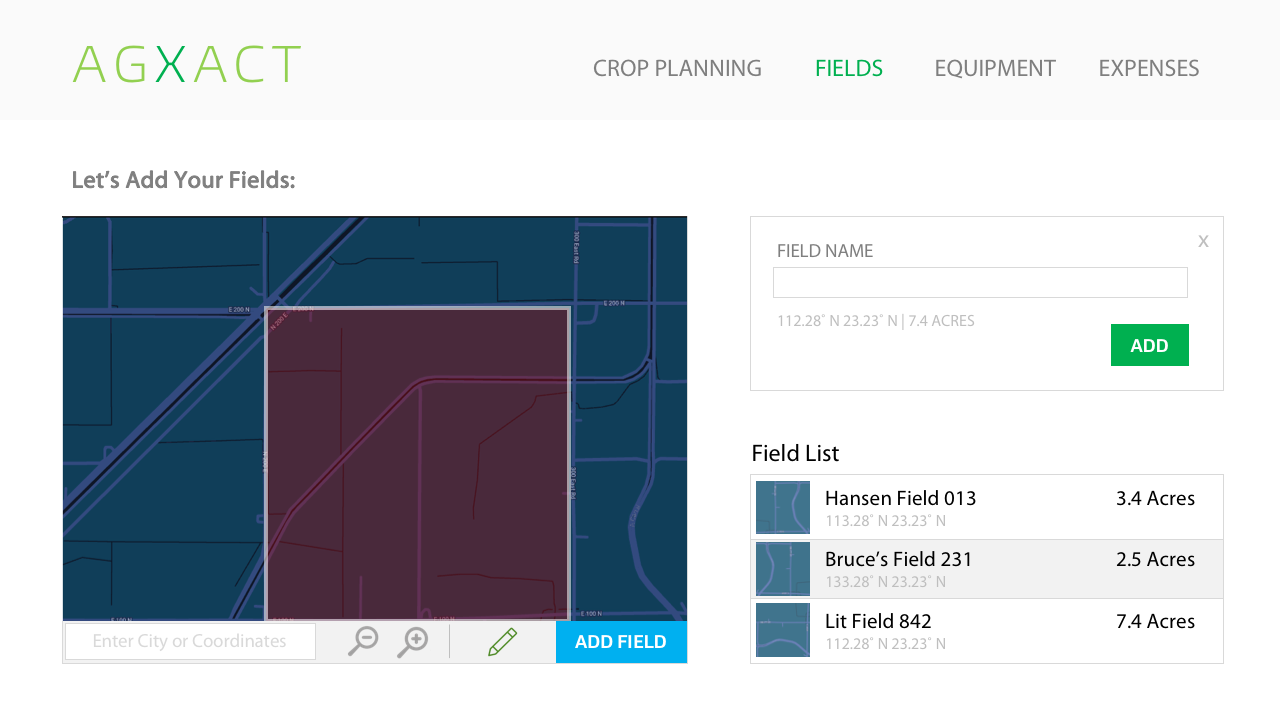 AGXACT
CROP PLANNING
FIELDS
EQUIPMENT
EXPENSES
Let's Add Your Fields:
300 East Rd
E 200 N
E 200 N
E 200 N
N 200 E
N 200 E
300 East Rd
E 100 N
E 100 N
Enter City or Coordinates
ADD FIELD
X
FIELD NAME
112.28° N 23.23° N | 7.4 ACRES
ADD
Field List
Hansen Field 013
3.4 Acres
113.28° N 23.23° N
Bruce's Field 231
2.5 Acres
133.28° N 23.23° N
Lit Field 842
7.4 Acres
112.28° N 23.23° N